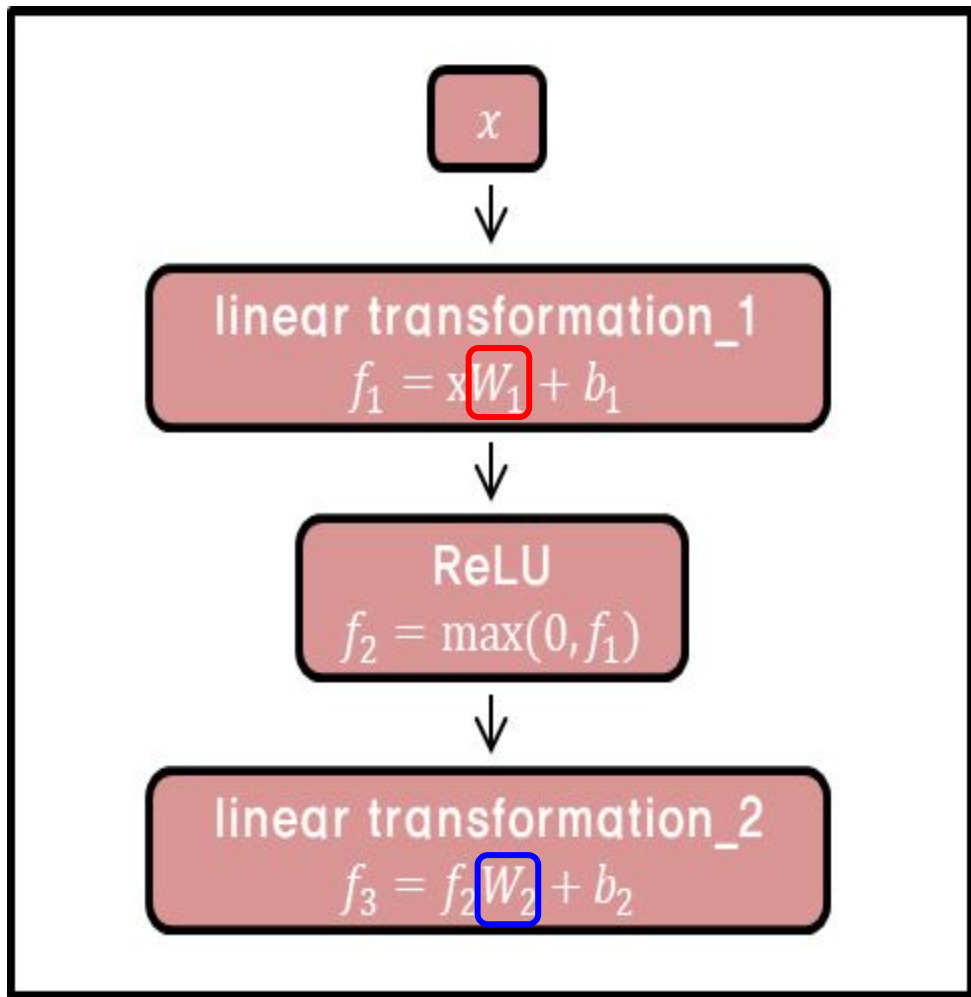 x
linear transformation_1
f₁ = xW₁ + b₁
ReLU
f₂ = max(0, f₁)
linear transformation_2
f₃ = f₂W₂ + b₂